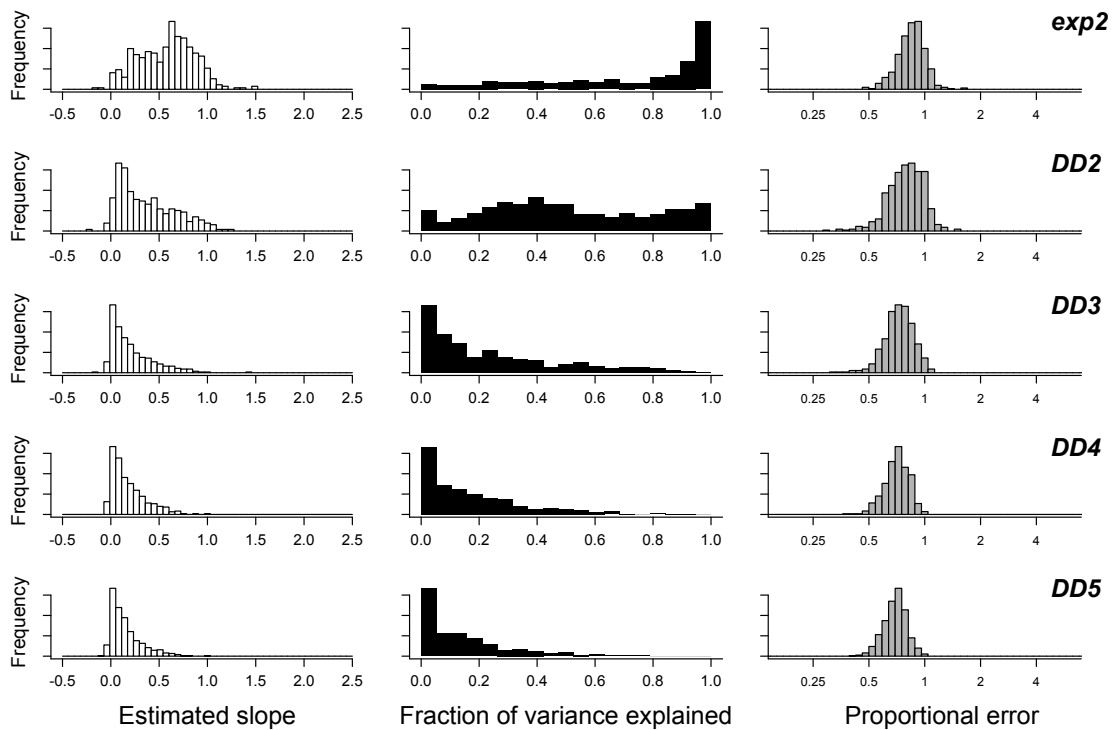 exp2
Frequency
-0.5 0.0 0.5 1.0 1.5 2.0 2.5
0.0 0.2 0.4 0.6 0.8 1.0
0.25 0.5 1 2 4
DD2
Frequency
-0.5 0.0 0.5 1.0 1.5 2.0 2.5
0.0 0.2 0.4 0.6 0.8 1.0
0.25 0.5 1 2 4
DD3
Frequency
-0.5 0.0 0.5 1.0 1.5 2.0 2.5
0.0 0.2 0.4 0.6 0.8 1.0
0.25 0.5 1 2 4
DD4
Frequency
-0.5 0.0 0.5 1.0 1.5 2.0 2.5
0.0 0.2 0.4 0.6 0.8 1.0
0.25 0.5 1 2 4
DD5
Frequency
-0.5 0.0 0.5 1.0 1.5 2.0 2.5
0.0 0.2 0.4 0.6 0.8 1.0
0.25 0.5 1 2 4
Estimated slope
Fraction of variance explained
Proportional error